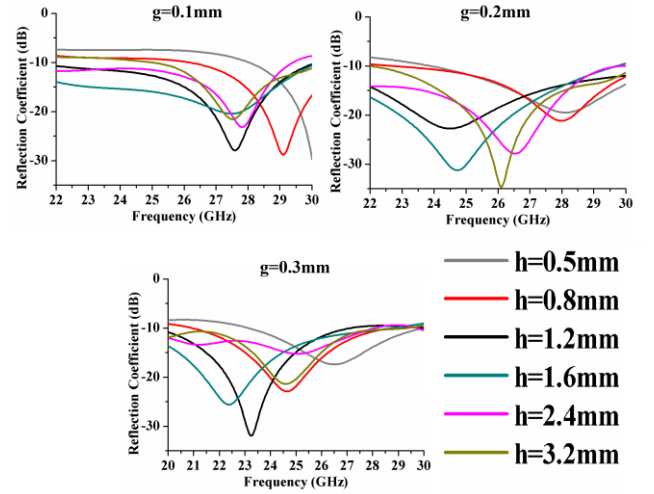 g=0.1mm
Reflection Coefficient (dB)
0
-10
-20
-30
22 23 24 25 26 27 28 29 30
Frequency (GHz)
g=0.2mm
Reflection Coefficient (dB)
0
-10
-20
-30
22 23 24 25 26 27 28 29 30
Frequency (GHz)
g=0.3mm
Reflection Coefficient (dB)
0
-10
-20
-30
20 21 22 23 24 25 26 27 28 29 30
Frequency (GHz)
h=0.5mm
h=0.8mm
h=1.2mm
h=1.6mm
h=2.4mm
h=3.2mm